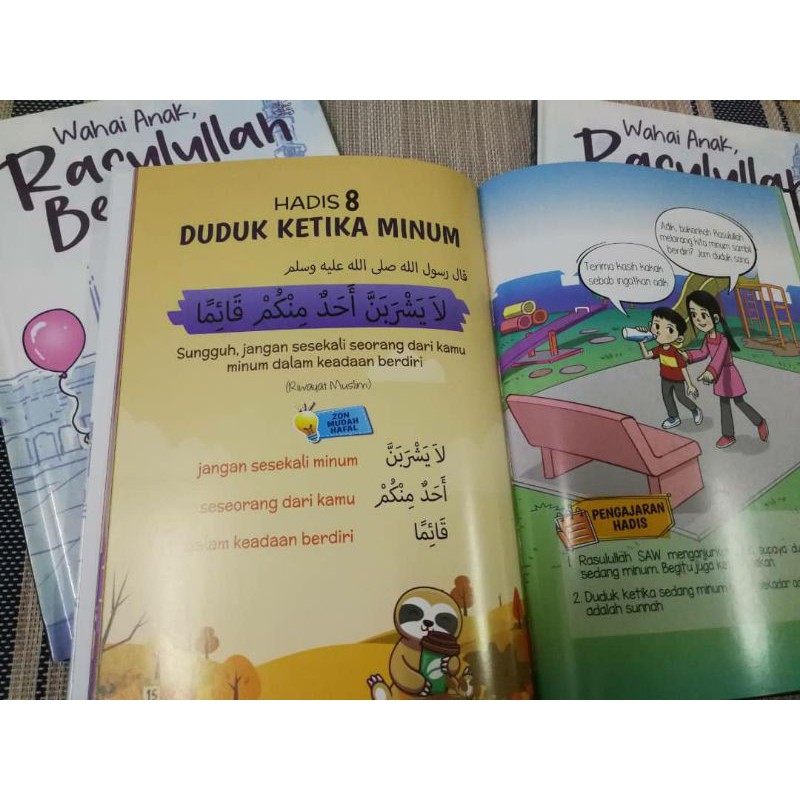 Wahai Anak,
Rasulullah
Wahai Anak,
Rasulullah
HADIS 8
DUDUK KETIKA MINUM
قال رسول الله صلى الله عليه وسلم
لاَ يَشْرَبَنَّ أَحَدٌ مِنْكُمْ قَائِمًا
Sungguh, jangan sesekali seorang dari kamu
minum dalam keadaan berdiri
(Riwayat Muslim)
ZON
MUDAH
HAFAL
jangan sesekali minum لاَ يَشْرَبَنَّ
seseorang dari kamu أَحَدٌ مِنْكُمْ
keadaan berdiri قَائِمًا
15
Adik, bukankah Rasulullah
melarang kita minum sambil
berdiri? Jom duduk sana
Terima kasih kakak
sebab ingatkan adik
PENGAJARAN
HADIS
1. Rasulullah SAW supaya
sedang minum. Begitu juga
2. Duduk ketika sedang minum
adalah sunnah